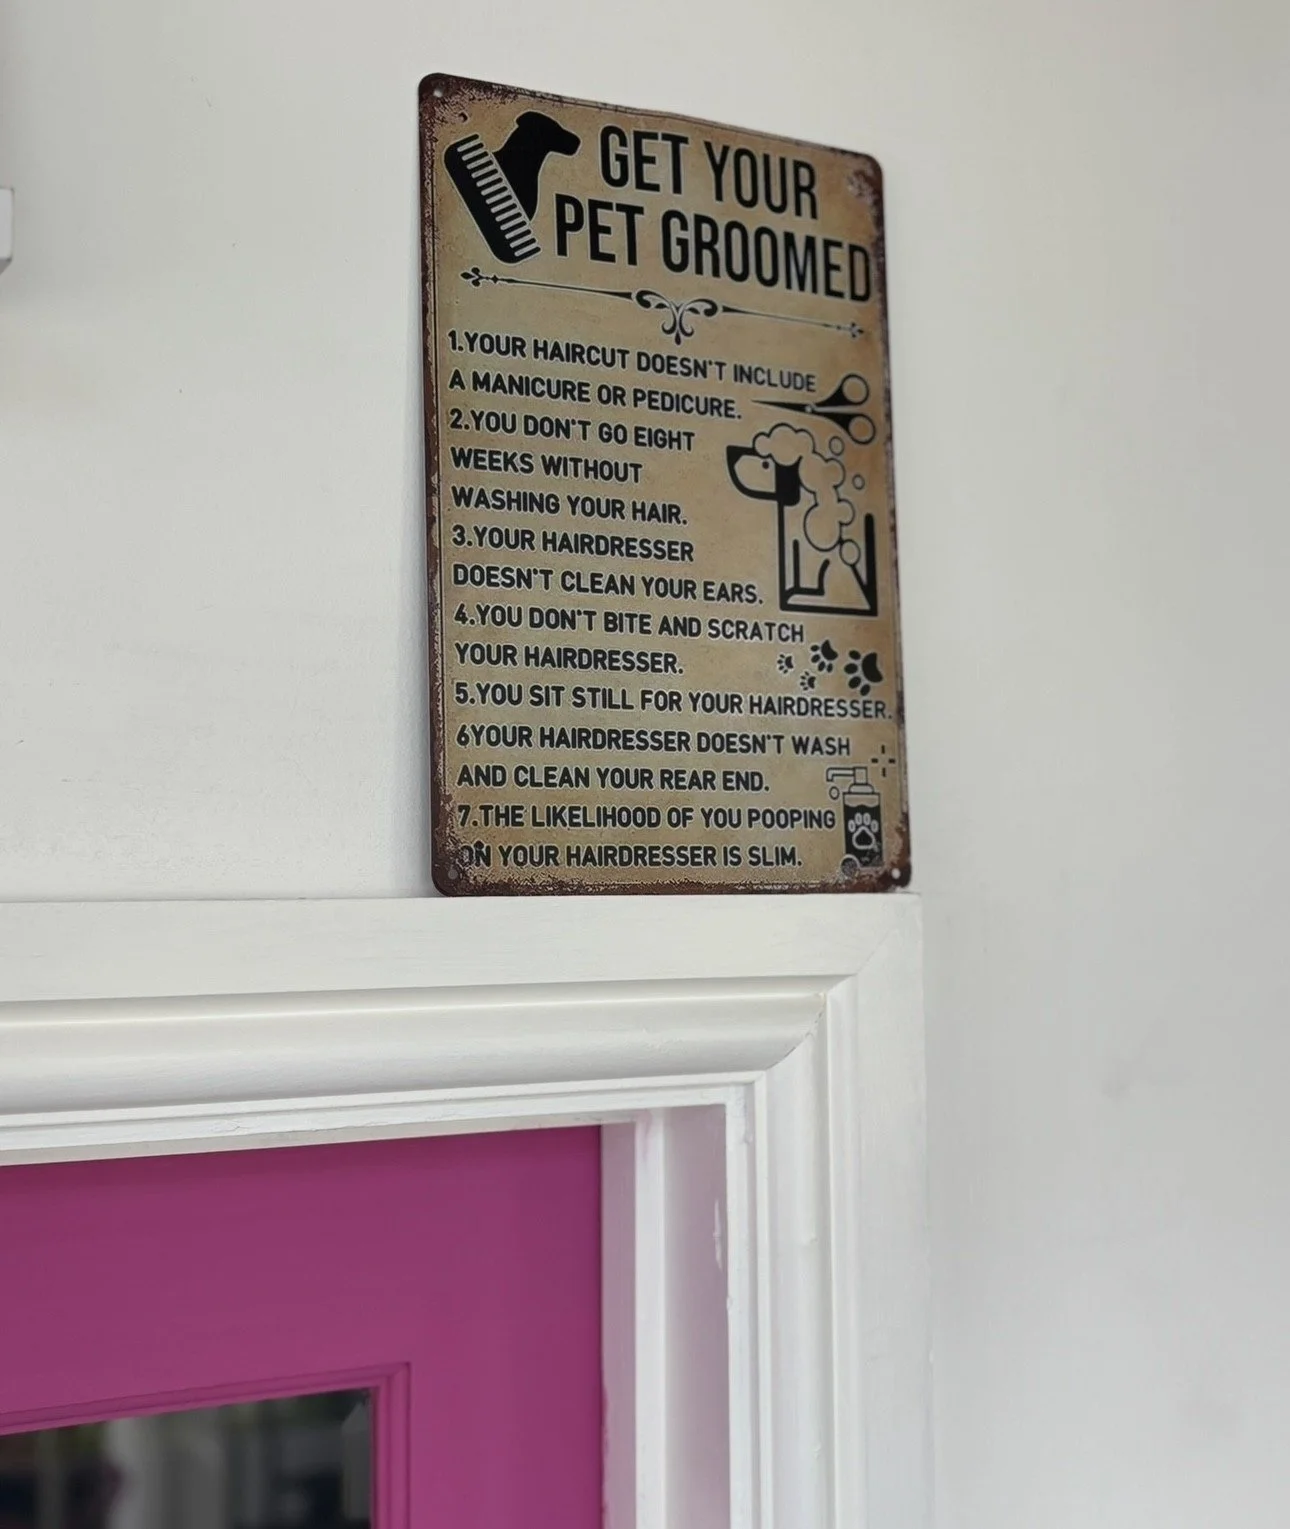 GET YOUR
PET GROOMED
1.YOUR HAIRCUT DOESN'T INCLUDE
A MANICURE OR PEDICURE.
2.YOU DON'T GO EIGHT
WEEKS WITHOUT
WASHING YOUR HAIR.
3.YOUR HAIRDRESSER
DOESN'T CLEAN YOUR EARS.
4.YOU DON'T BITE AND SCRATCH
YOUR HAIRDRESSER.
5.YOU SIT STILL FOR YOUR HAIRDRESSER.
6YOUR HAIRDRESSER DOESN'T WASH
AND CLEAN YOUR REAR END.
7.THE LIKELIHOOD OF YOU POOPING
ON YOUR HAIRDRESSER IS SLIM.